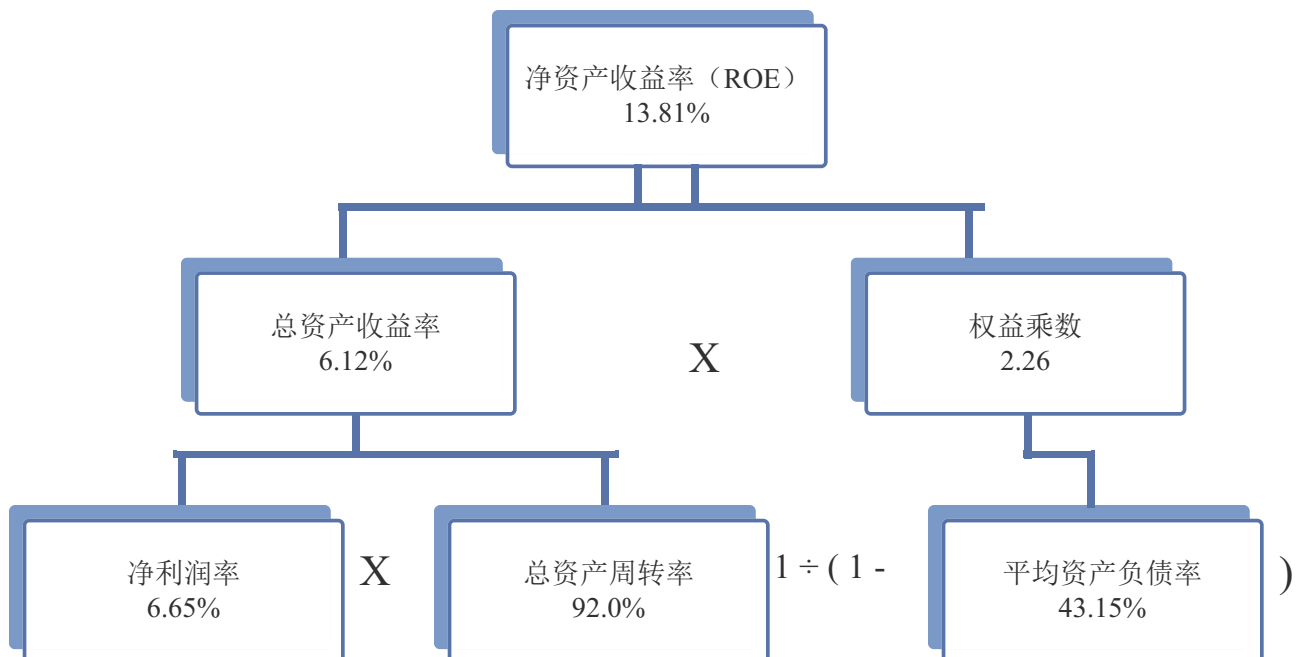 净资产收益率（ROE）
13.81%
总资产收益率
6.12%
X
权益乘数
2.26
净利润率
6.65%
X
总资产周转率
92.0%
1 ÷ ( 1 -
平均资产负债率
43.15%
)